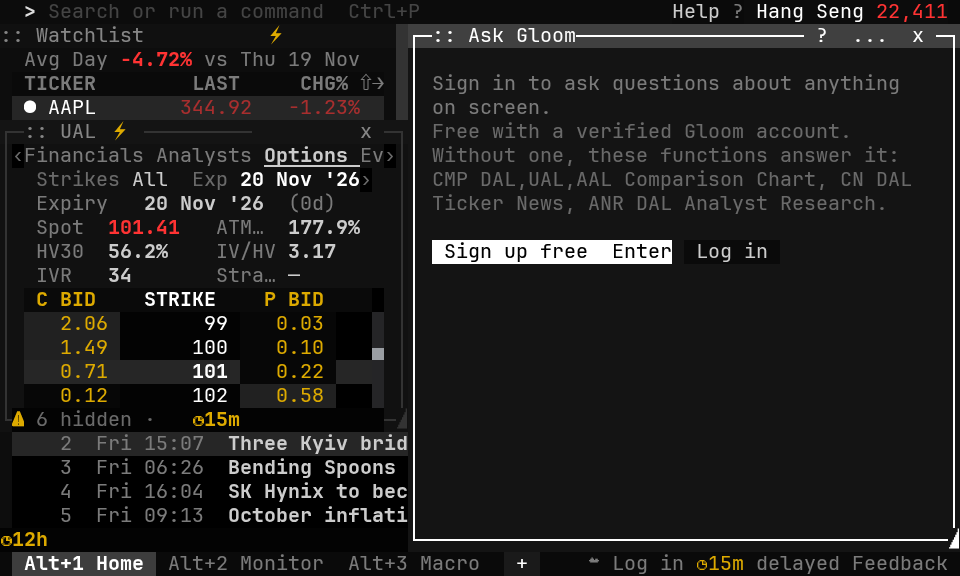 > Search or run a command  Ctrl+P
Help ? Hang Seng 22,411
:: Watchlist
Avg Day -4.72% vs Thu 19 Nov
TICKER LAST CHG% ⇧→
● AAPL 344.92 -1.23%
:: UAL x
‹Financials Analysts Options Ev›
Strikes All Exp 20 Nov '26›
Expiry 20 Nov '26 (0d)
Spot 101.41 ATM… 177.9%
HV30 56.2% IV/HV 3.17
IVR 34 Stra… —
C BID STRIKE P BID
2.06 99 0.03
1.49 100 0.10
0.71 101 0.22
0.12 102 0.58
6 hidden · 15m
2 Fri 15:07 Three Kyiv brid
3 Fri 06:26 Bending Spoons
4 Fri 16:04 SK Hynix to bec
5 Fri 09:13 October inflati
12h
:: Ask Gloom ? ... x
Sign in to ask questions about anything
on screen.
Free with a verified Gloom account.
Without one, these functions answer it:
CMP DAL,UAL,AAL Comparison Chart, CN DAL
Ticker News, ANR DAL Analyst Research.
Sign up free Enter Log in
Alt+1 Home Alt+2 Monitor Alt+3 Macro + Log in 15m delayed Feedback